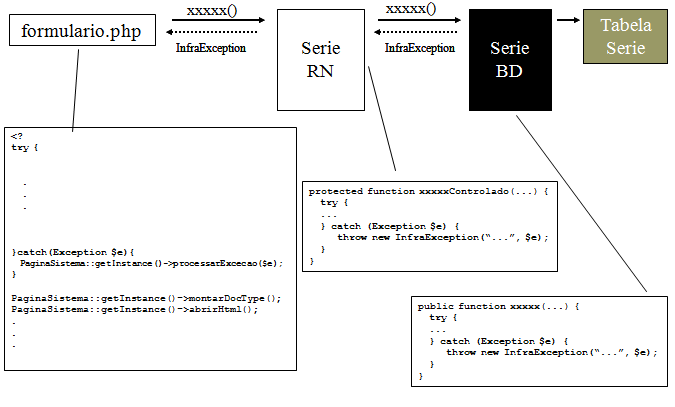 formulario.php
xxxxx()
InfraException
Serie
RN
xxxxx()
InfraException
Serie
BD
Tabela
Serie
<?
try {
.
.
.
}catch(Exception $e){
PaginaSistema::getInstance()->processarExcecao($e);
}
PaginaSistema::getInstance()->montarDocType();
PaginaSistema::getInstance()->abrirHtml();
.
.
.
protected function xxxxxControlado(...) {
try {
...
} catch (Exception $e) {
throw new InfraException(“...”, $e);
}
}
public function xxxxx(...) {
try {
...
} catch (Exception $e) {
throw new InfraException(“...”, $e);
}
}